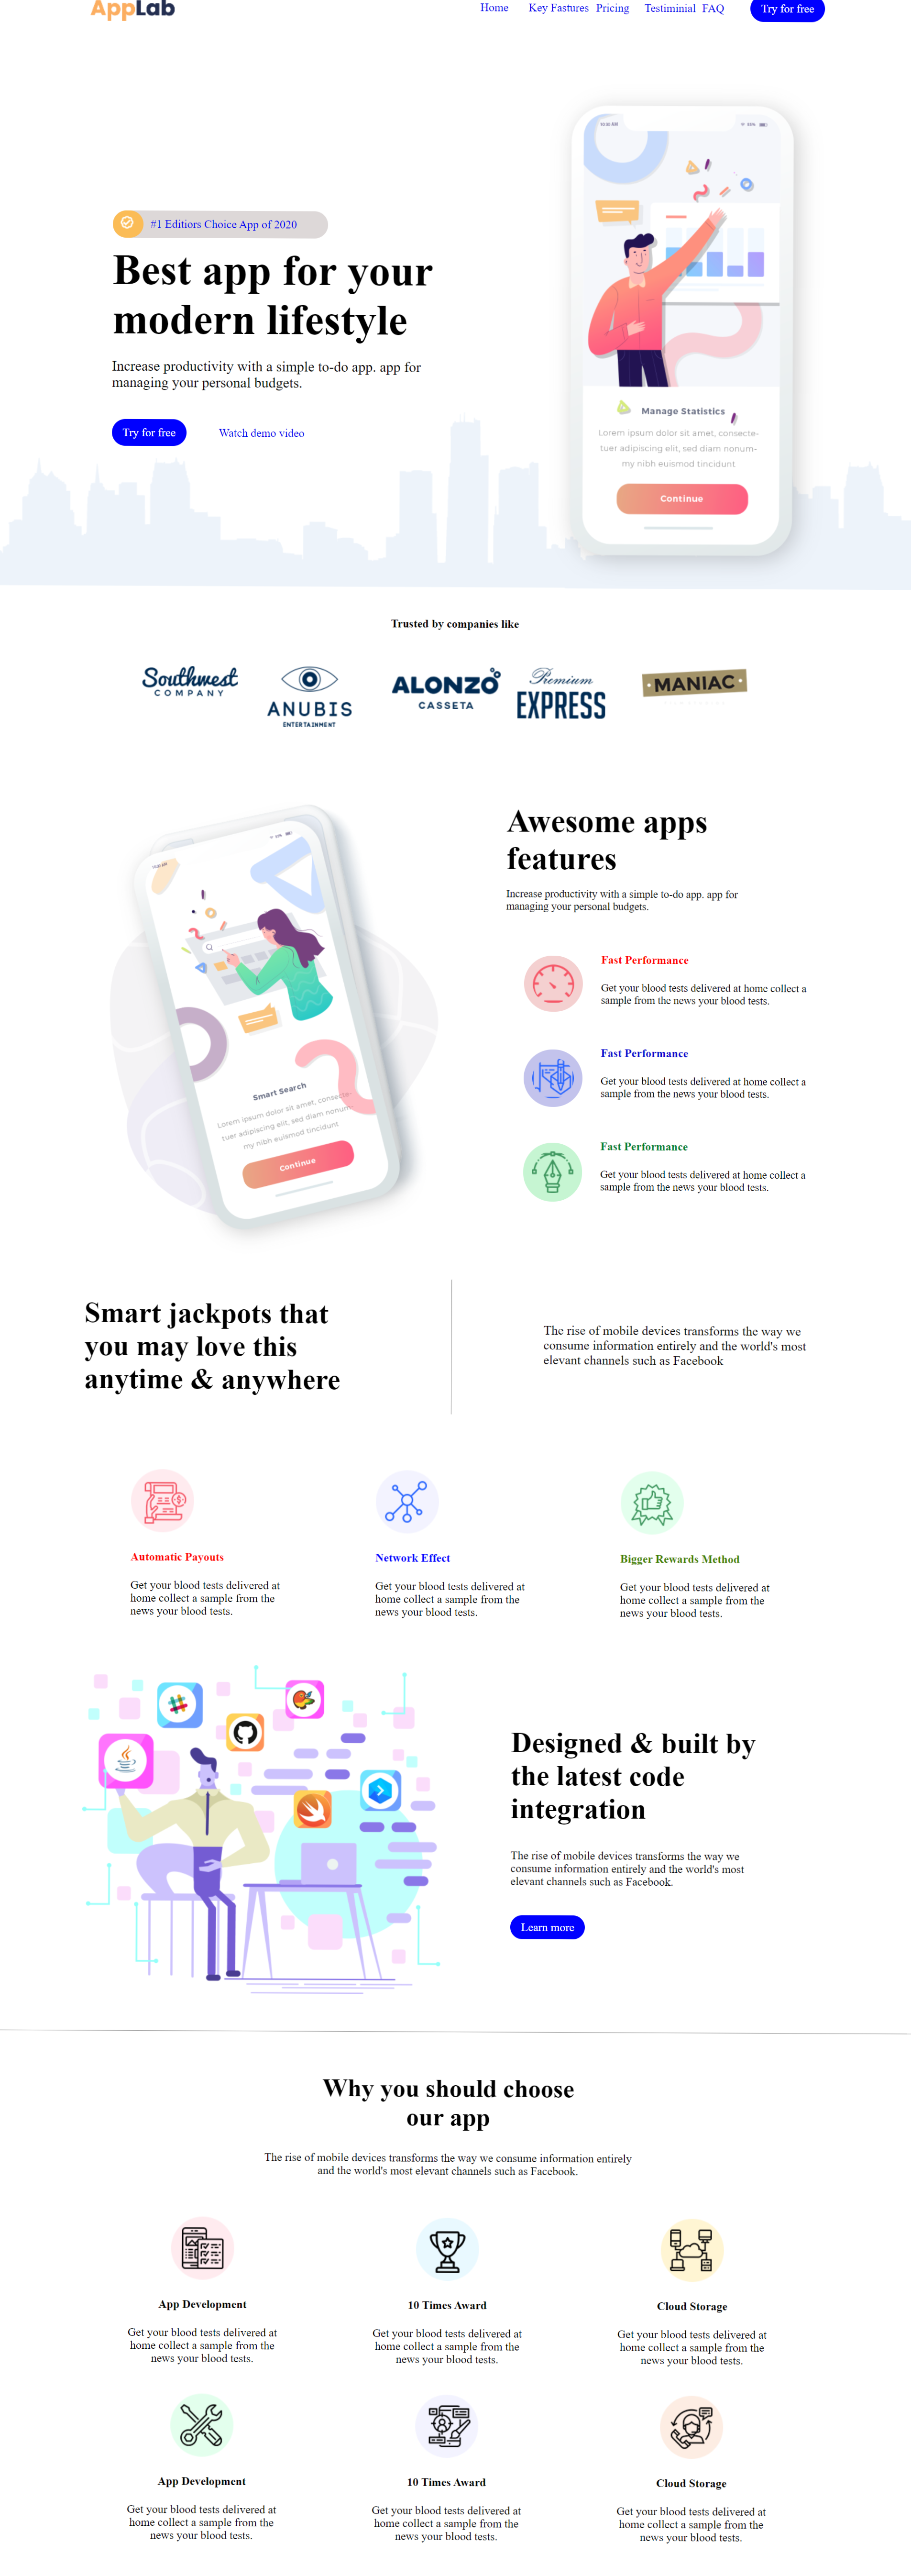 AppLab
Home Key Fastures Pricing Testiminial FAQ Try for free
10:00 AM 80%
#1 Editiors Choice App of 2020
Best app for your
modern lifestyle
Increase productivity with a simple to-do app. app for
managing your personal budgets.
Try for free Watch demo video
Manage Statistics
Lorem ipsum dolor sit amet, consecte-
tuer adipiscing elit, sed diam nonum-
my nibh euismod tincidunt
Continue
Trusted by companies like
Southwest
COMPANY
ANUBIS
ENTERTAINMENT
ALONZO
CASSETA
Premium
EXPRESS
MANIAC
Smart Search
Lorem ipsum dolor sit amet, consecte-
tuer adipiscing elit, sed diam nonum-
my nibh euismod tincidunt
Continue
Awesome apps
features
Increase productivity with a simple to-do app. app for
managing your personal budgets.
Fast Performance
Get your blood tests delivered at home collect a
sample from the news your blood tests.
Fast Performance
Get your blood tests delivered at home collect a
sample from the news your blood tests.
Fast Performance
Get your blood tests delivered at home collect a
sample from the news your blood tests.
Smart jackpots that
you may love this
anytime & anywhere
The rise of mobile devices transforms the way we
consume information entirely and the world's most
elevant channels such as Facebook
Automatic Payouts
Get your blood tests delivered at
home collect a sample from the
news your blood tests.
Network Effect
Get your blood tests delivered at
home collect a sample from the
news your blood tests.
Bigger Rewards Method
Get your blood tests delivered at
home collect a sample from the
news your blood tests.
Designed & built by
the latest code
integration
The rise of mobile devices transforms the way we
consume information entirely and the world's most
elevant channels such as Facebook.
Learn more
Why you should choose
our app
The rise of mobile devices transforms the way we consume information entirely
and the world's most elevant channels such as Facebook.
App Development
Get your blood tests delivered at
home collect a sample from the
news your blood tests.
10 Times Award
Get your blood tests delivered at
home collect a sample from the
news your blood tests.
Cloud Storage
Get your blood tests delivered at
home collect a sample from the
news your blood tests.
App Development
Get your blood tests delivered at
home collect a sample from the
news your blood tests.
10 Times Award
Get your blood tests delivered at
home collect a sample from the
news your blood tests.
Cloud Storage
Get your blood tests delivered at
home collect a sample from the
news your blood tests.